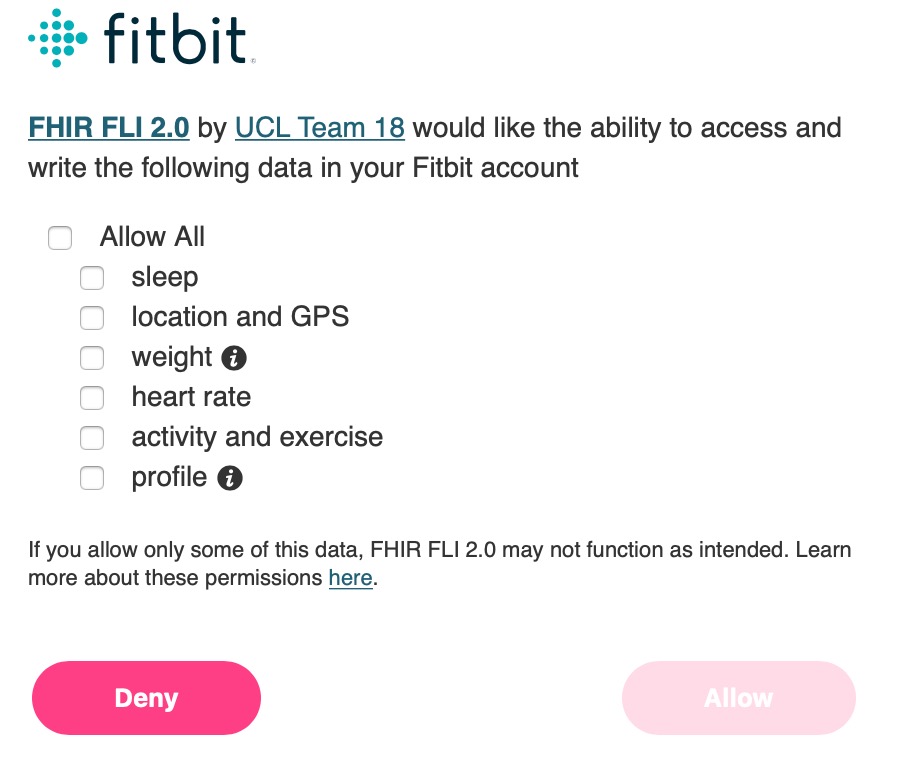 fitbit
FHIR FLI 2.0 by UCL Team 18 would like the ability to access and
write the following data in your Fitbit account
Allow All
sleep
location and GPS
weight
heart rate
activity and exercise
profile
If you allow only some of this data, FHIR FLI 2.0 may not function as intended. Learn
more about these permissions here.
Deny
Allow